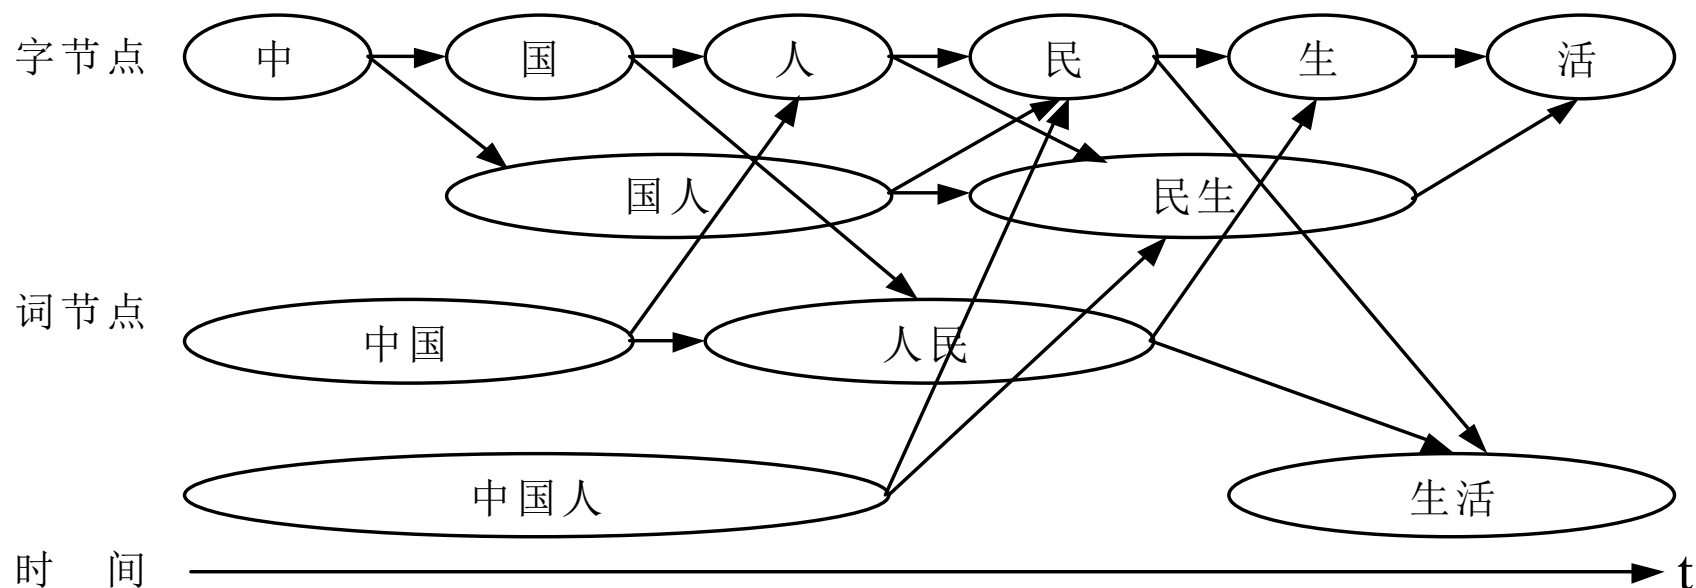 字节点 中 国 人 民 生 活
国人 民生
词节点
中国 人民
中国人 生活
时 间 t